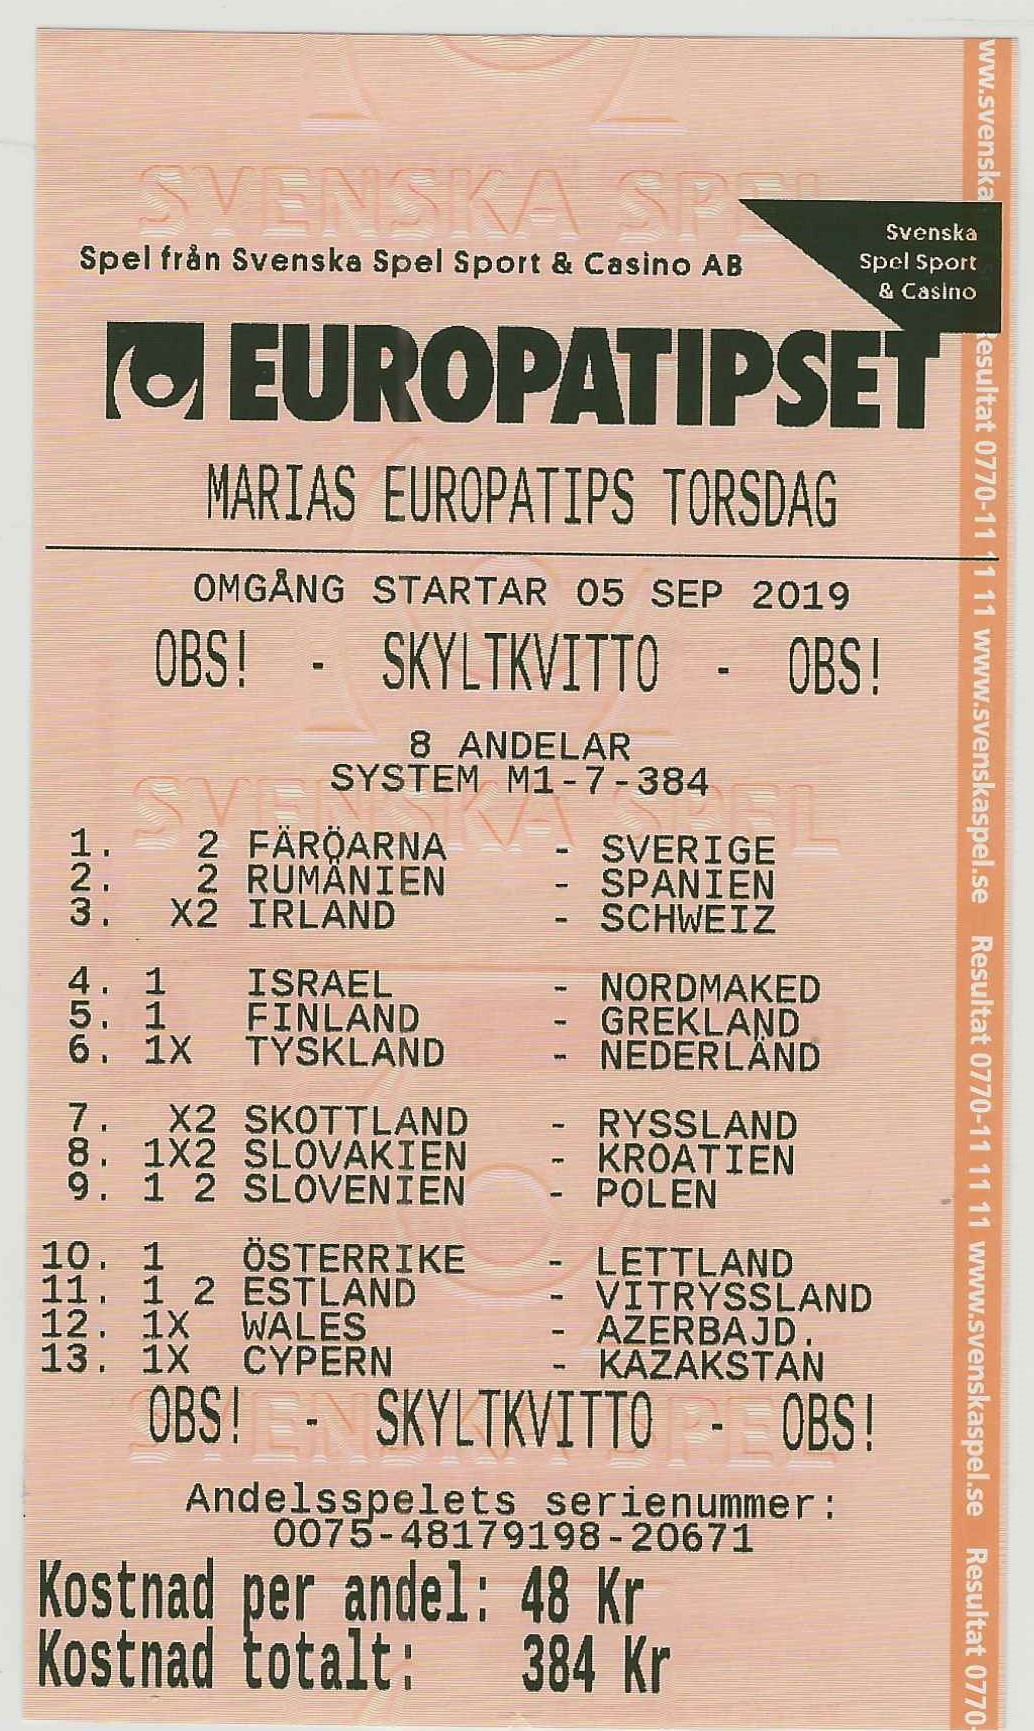 SVENSKA SPEL
Svenska
Spel Sport
& Casino
Spel från Svenska Spel Sport & Casino AB
EUROPATIPSET
MARIAS EUROPATIPS TORSDAG
OMGÅNG STARTAR 05 SEP 2019
OBS! - SKYLTKVITTO - OBS!
8 ANDELAR
SYSTEM M1-7-384
SVENSKA SPEL
1. 2 FÄRÖARNA - SVERIGE
2. 2 RUMÄNIEN - SPANIEN
3. X2 IRLAND - SCHWEIZ
4. 1 ISRAEL - NORDMAKED
5. 1 FINLAND - GREKLAND
6. 1X TYSKLAND - NEDERLÄND
7. X2 SKOTTLAND - RYSSLAND
8. 1X2 SLOVAKIEN - KROATIEN
9. 1 2 SLOVENIEN - POLEN
10. 1 ÖSTERRIKE - LETTLAND
11. 1 2 ESTLAND - VITRYSSLAND
12. 1X WALES - AZERBAJD.
13. 1X CYPERN - KAZAKSTAN
OBS! - SKYLTKVITTO - OBS!
SVENSKA SPEL
Andelsspelets serienummer:
0075-48179198-20671
Kostnad per andel: 48 Kr
Kostnad totalt: 384 Kr
www.svenska
Resultat 0770-11 11 11 www.svenskaspel.se Resultat 0770-11 11 11 www.svenskaspel.se Resultat 0770-